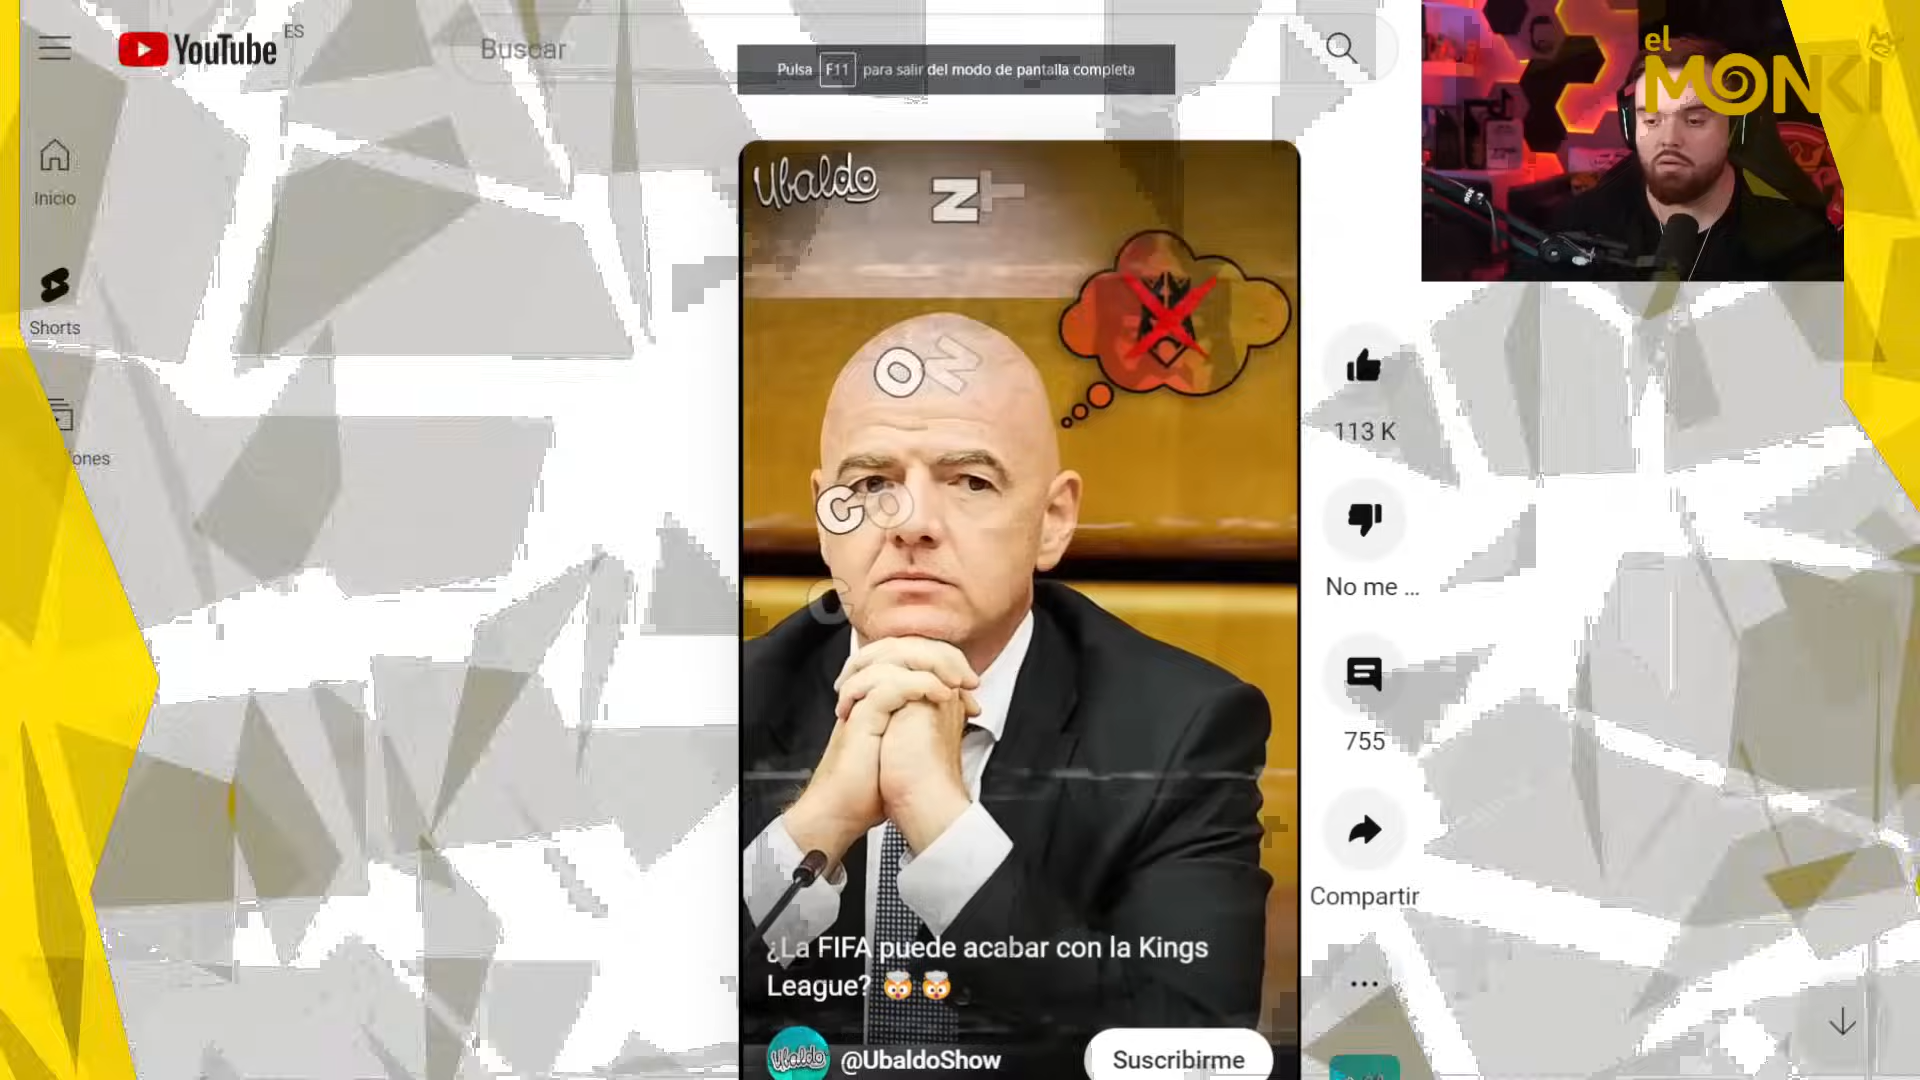 YouTube
ES
Buscar
Pulsa F11 para salir del modo de pantalla completa
el
MONKI
Inicio
Shorts
Ubaldo
113 K
No me ...
755
Compartir
¿La FIFA puede acabar con la Kings
League? 🤯 🤯
Ubaldo
@UbaldoShow
Suscribirme